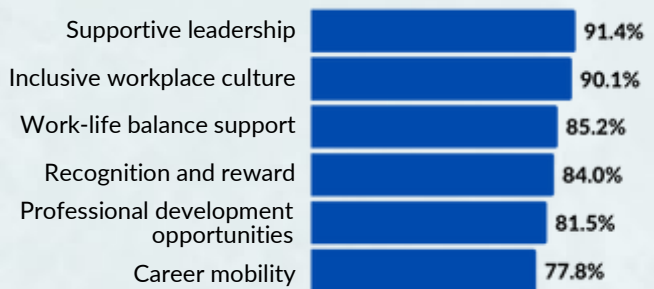 Supportive leadership 91.4%
Inclusive workplace culture 90.1%
Work-life balance support 85.2%
Recognition and reward 84.0%
Professional development
opportunities 81.5%
Career mobility 77.8%